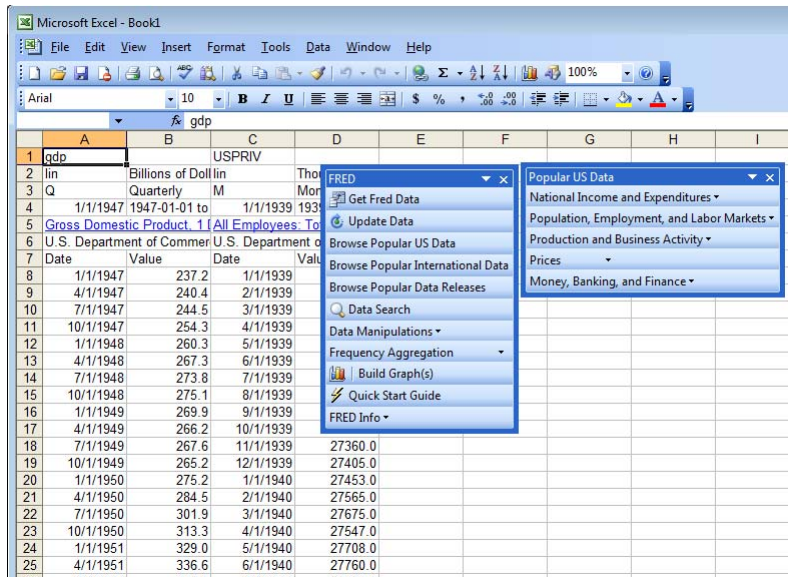 Microsoft Excel - Book1
File Edit View Insert Format Tools Data Window Help
100%
Arial 10 B I U $ % ,
fx gdp
A B C D E F G H I
1 gdp USPRIV
2 lin Billions of Doll lin Thou
3 Q Quarterly M Mon
4 1/1/1947 1947-01-01 to 1/1/1939 1939
5 Gross Domestic Product, 1 D All Employees: To
6 U.S. Department of Commer U.S. Department o
7 Date Value Date Valu
8 1/1/1947 237.2 1/1/1939
9 4/1/1947 240.4 2/1/1939
10 7/1/1947 244.5 3/1/1939
11 10/1/1947 254.3 4/1/1939
12 1/1/1948 260.3 5/1/1939
13 4/1/1948 267.3 6/1/1939
14 7/1/1948 273.8 7/1/1939
15 10/1/1948 275.1 8/1/1939
16 1/1/1949 269.9 9/1/1939
17 4/1/1949 266.2 10/1/1939
18 7/1/1949 267.6 11/1/1939 27360.0
19 10/1/1949 265.2 12/1/1939 27405.0
20 1/1/1950 275.2 1/1/1940 27453.0
21 4/1/1950 284.5 2/1/1940 27565.0
22 7/1/1950 301.9 3/1/1940 27675.0
23 10/1/1950 313.3 4/1/1940 27547.0
24 1/1/1951 329.0 5/1/1940 27708.0
25 4/1/1951 336.6 6/1/1940 27760.0
FRED
Get Fred Data
Update Data
Browse Popular US Data
Browse Popular International Data
Browse Popular Data Releases
Data Search
Data Manipulations
Frequency Aggregation
Build Graph(s)
Quick Start Guide
FRED Info
Popular US Data
National Income and Expenditures
Population, Employment, and Labor Markets
Production and Business Activity
Prices
Money, Banking, and Finance